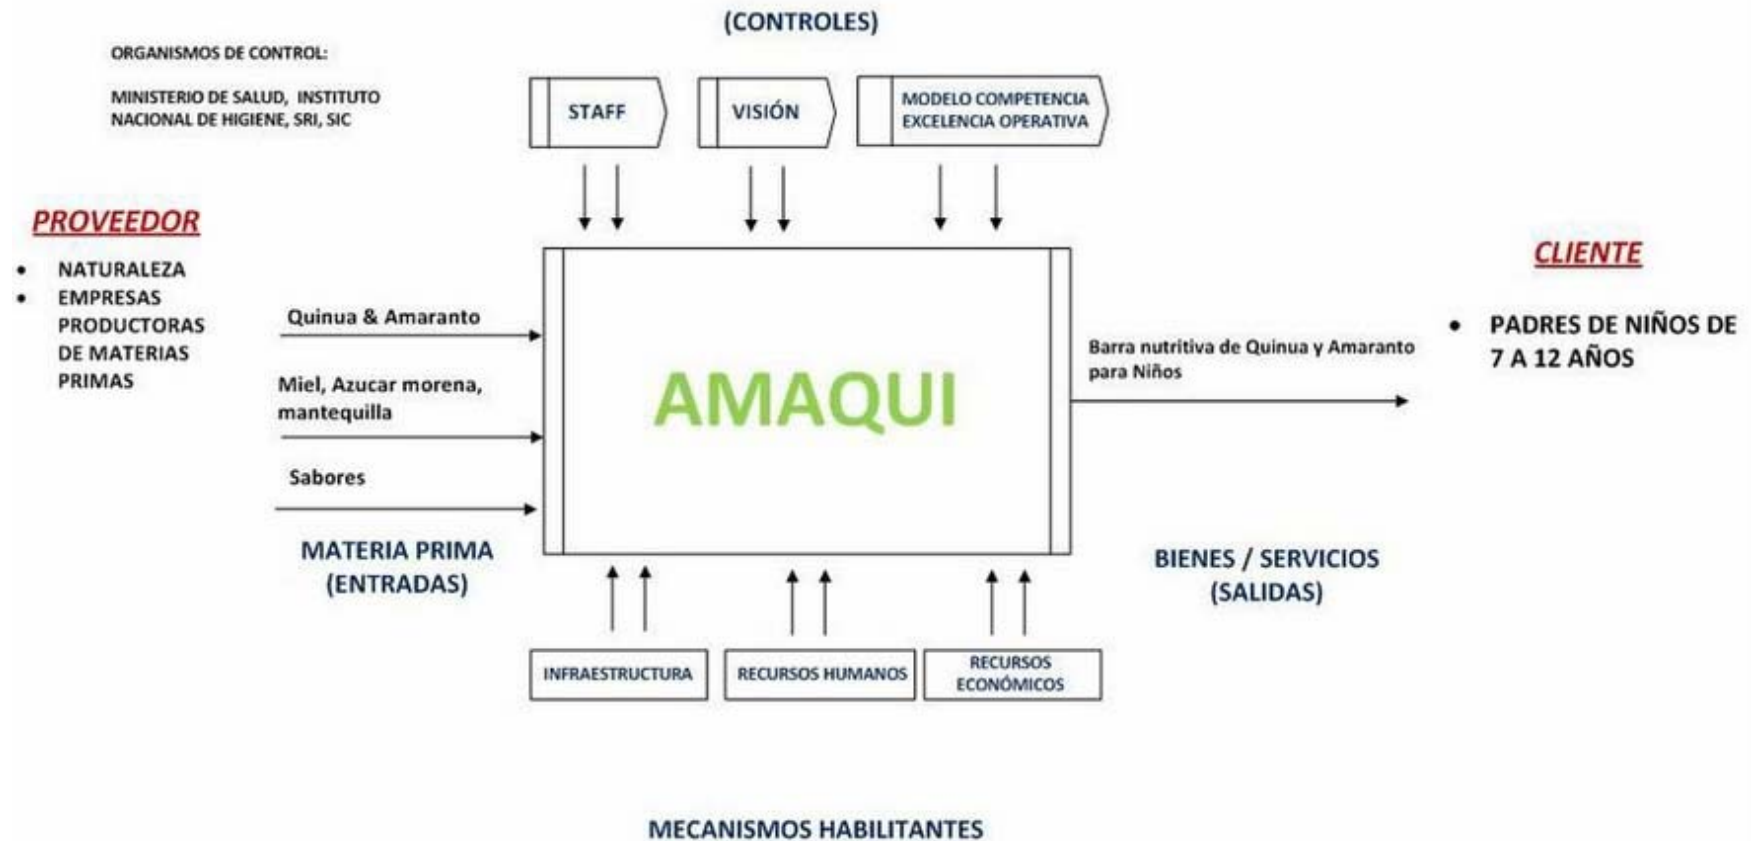 (CONTROLES)
ORGANISMOS DE CONTROL:
MINISTERIO DE SALUD, INSTITUTO
NACIONAL DE HIGIENE, SRI, SIC
STAFF
VISIÓN
MODELO COMPETENCIA
EXCELENCIA OPERATIVA
PROVEEDOR
• NATURALEZA
• EMPRESAS
PRODUCTORAS
DE MATERIAS
PRIMAS
Quinua & Amaranto
Miel, Azucar morena,
mantequilla
Sabores
MATERIA PRIMA
(ENTRADAS)
AMAQUI
Barra nutritiva de Quinua y Amaranto
para Niños
BIENES / SERVICIOS
(SALIDAS)
CLIENTE
• PADRES DE NIÑOS DE
7 A 12 AÑOS
INFRAESTRUCTURA
RECURSOS HUMANOS
RECURSOS
ECONÓMICOS
MECANISMOS HABILITANTES